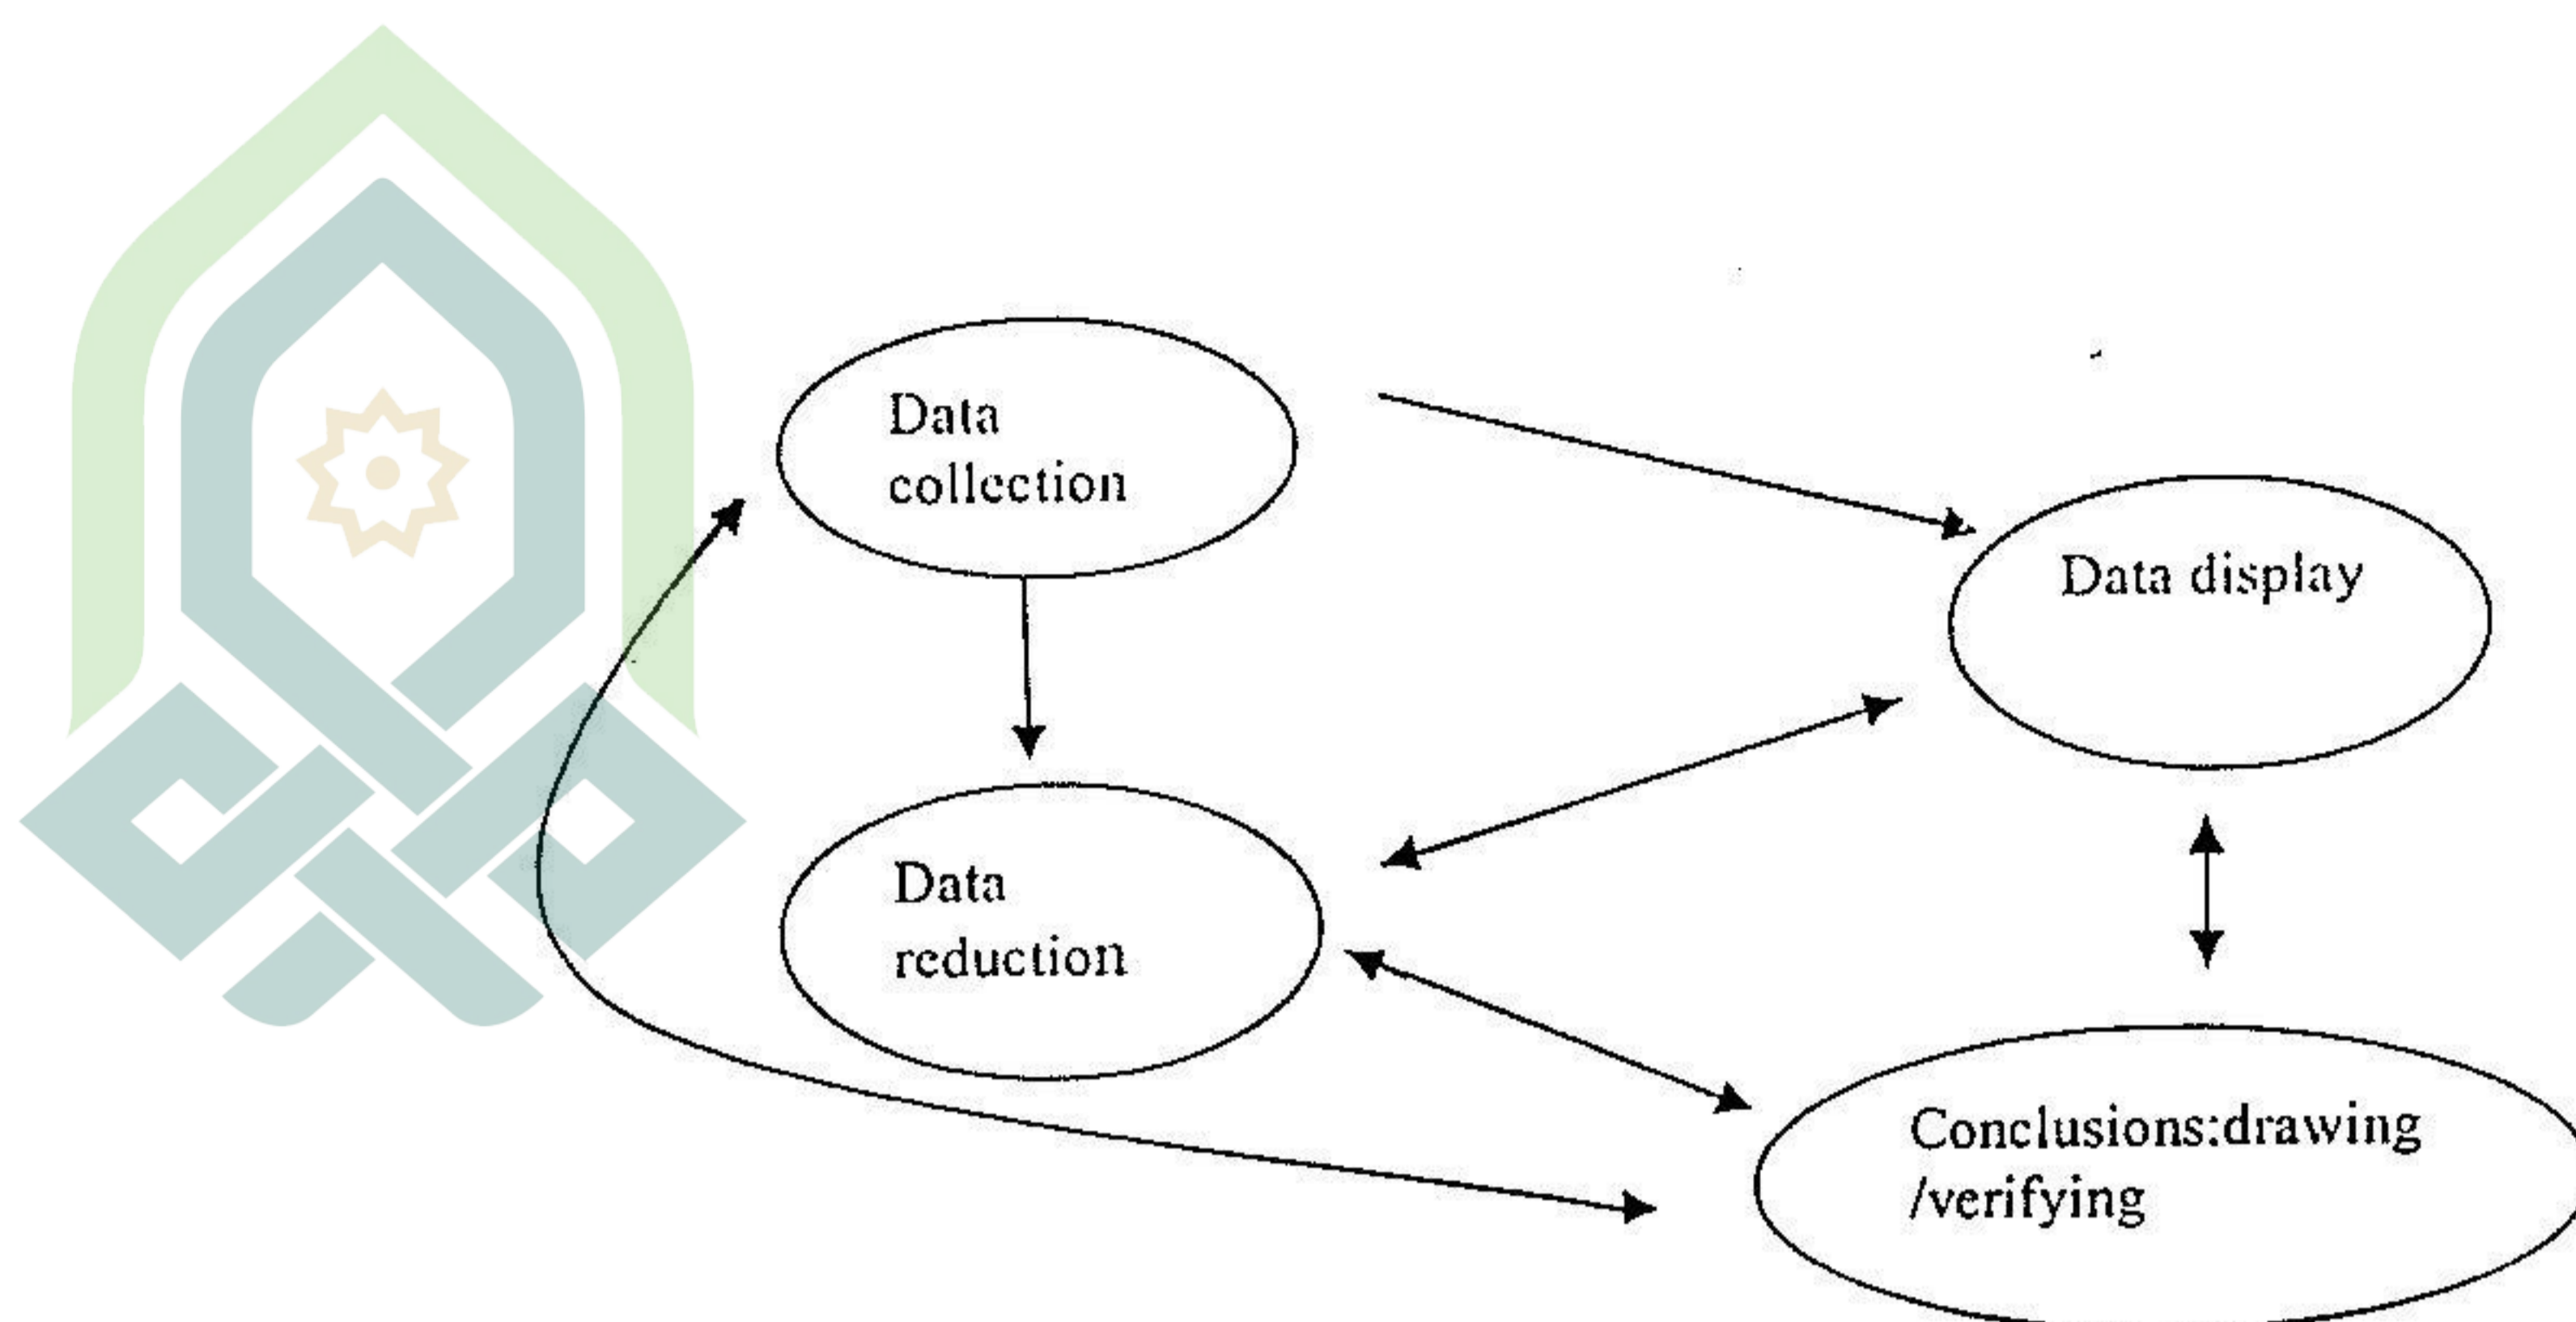 Data
collection
Data display
Data
reduction
Conclusions:drawing
/verifying